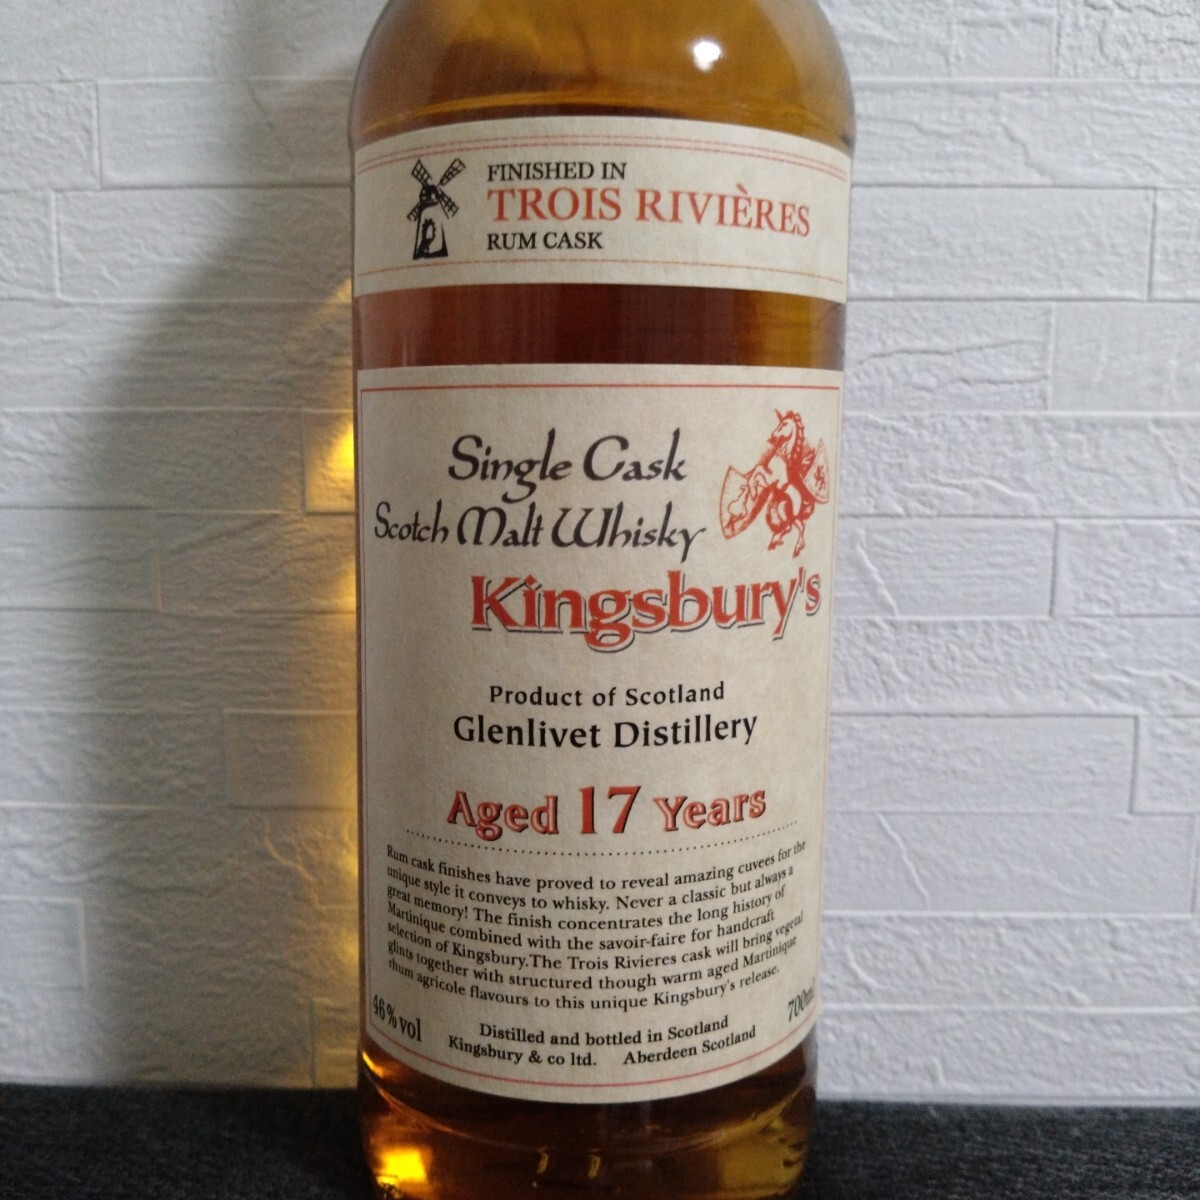 FINISHED IN
TROIS RIVIÈRES
RUM CASK
Single Cask
Scotch Malt Whisky
Kingsbury's
Product of Scotland
Glenlivet Distillery
Aged 17 Years
Rum cask finishes have proved to reveal amazing cuvees for the
unique style it conveys to whisky. Never a classic but always a
great memory! The finish concentrates the long history of
Martinique combined with the savoir-faire for handcraft
selection of Kingsbury.The Trois Rivieres cask will bring vegetal
glints together with structured though warm aged Martinique
rhum agricole flavours to this unique Kingsbury's release.
46%vol
700ml
Distilled and bottled in Scotland
Kingsbury & co ltd. Aberdeen Scotland